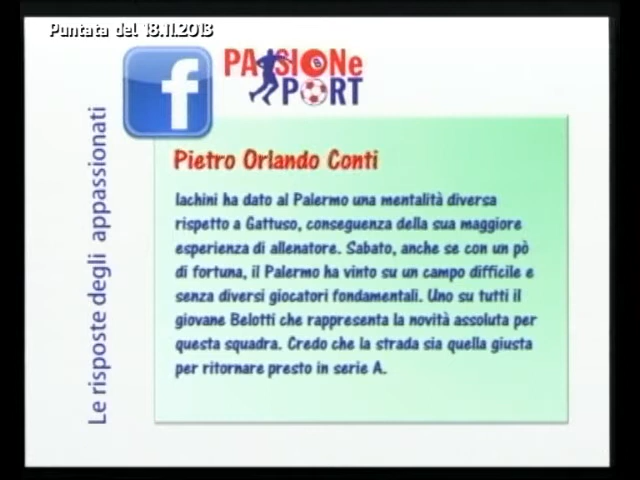 Puntata del 18.11.2013
PASSIONe
SPORT
Le risposte degli appassionati
Pietro Orlando Conti
Iachini ha dato al Palermo una mentalità diversa
rispetto a Gattuso, conseguenza della sua maggiore
esperienza di allenatore. Sabato, anche se con un pò
di fortuna, il Palermo ha vinto su un campo difficile e
senza diversi giocatori fondamentali. Uno su tutti il
giovane Belotti che rappresenta la novità assoluta per
questa squadra. Credo che la strada sia quella giusta
per ritornare presto in serie A.